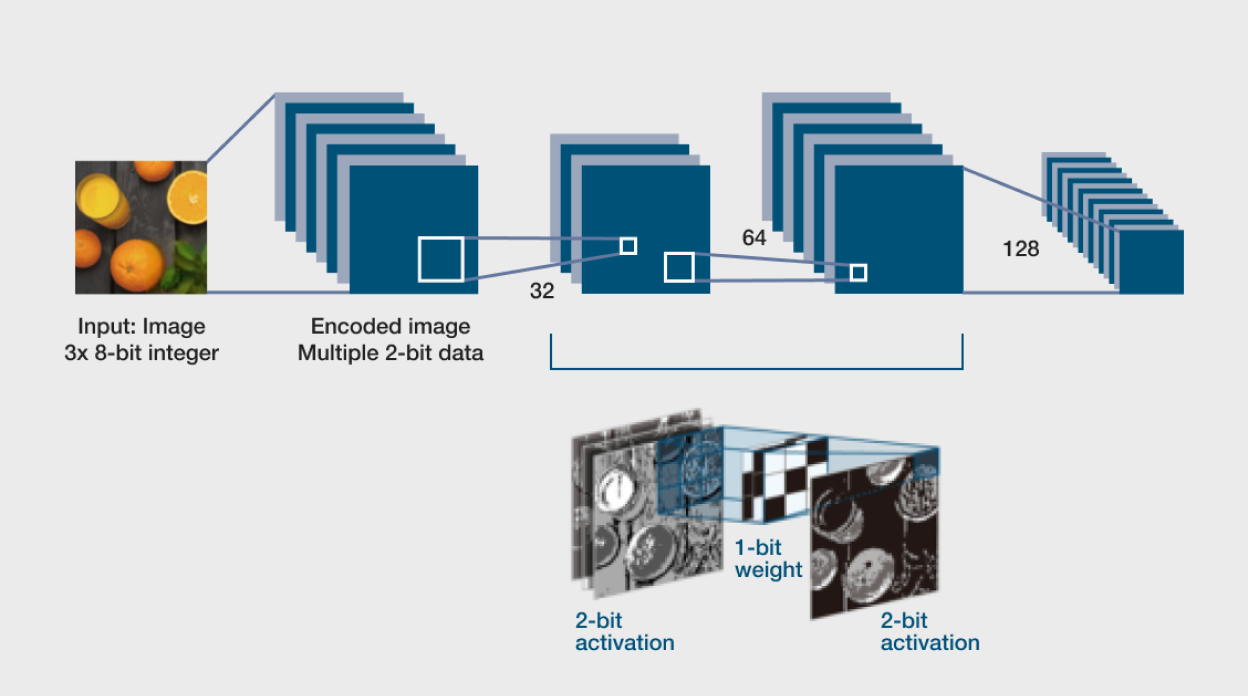 64
128
32
Input: Image
3x 8-bit integer
Encoded image
Multiple 2-bit data
1-bit
weight
2-bit
activation
2-bit
activation